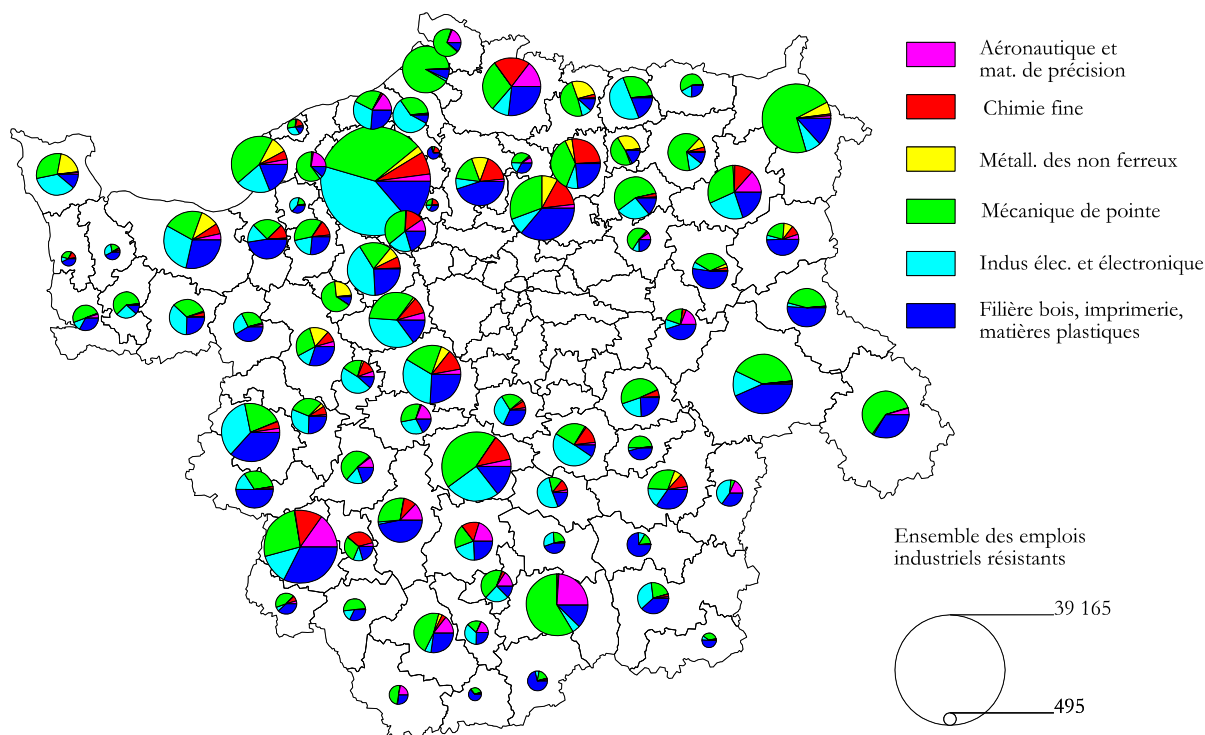 Aéronautique et
mat. de précision
Chimie fine
Métall. des non ferreux
Mécanique de pointe
Indus élec. et électronique
Filière bois, imprimerie,
matières plastiques
Ensemble des emplois
industriels résistants
39 165
495